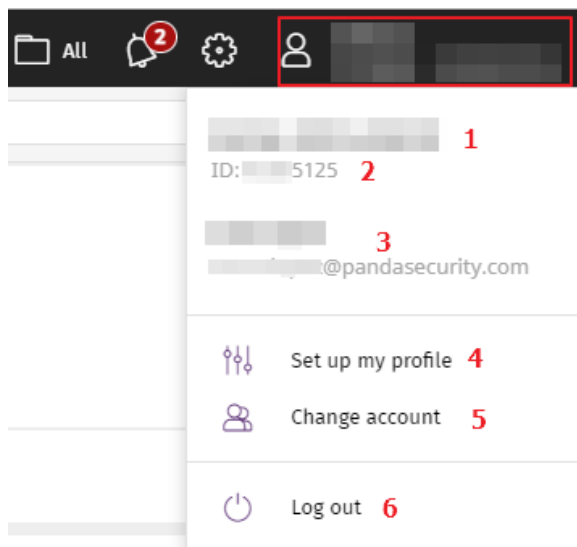 All 2
1
ID: 5125 2
3
@pandasecurity.com
Set up my profile 4
Change account 5
Log out 6